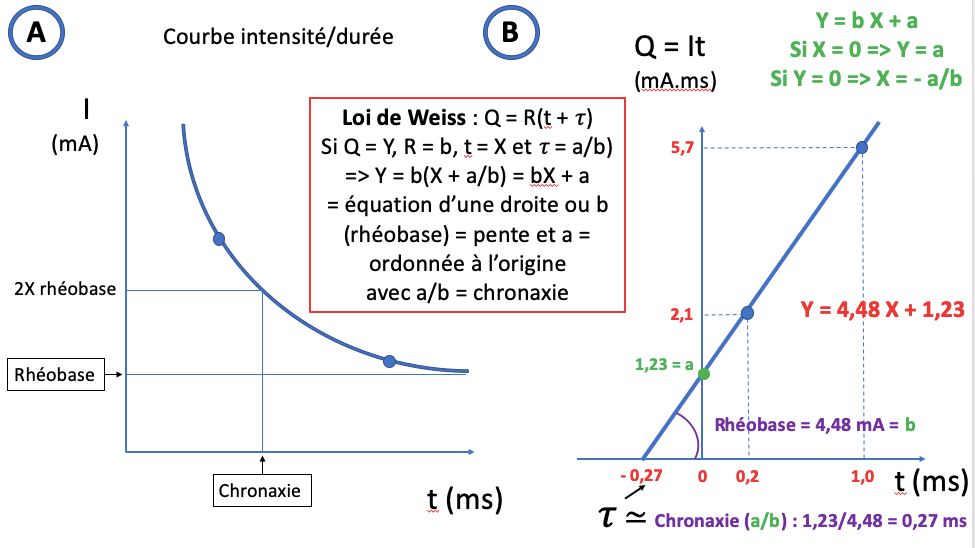 A
Courbe intensité/durée
I
(mA)
2X rhéobase
Rhéobase
Chronaxie
t (ms)
Loi de Weiss : Q = R(t + τ)
Si Q = Y, R = b, t = X et τ = a/b)
=> Y = b(X + a/b) = bX + a
= équation d’une droite ou b
(rhéobase) = pente et a =
ordonnée à l’origine
avec a/b = chronaxie
B
Q = It
(mA.ms)
Y = b X + a
Si X = 0 => Y = a
Si Y = 0 => X = - a/b
5,7
2,1
Y = 4,48 X + 1,23
1,23 = a
Rhéobase = 4,48 mA = b
- 0,27
0
0,2
1,0
t (ms)
τ ≃ Chronaxie (a/b) : 1,23/4,48 = 0,27 ms